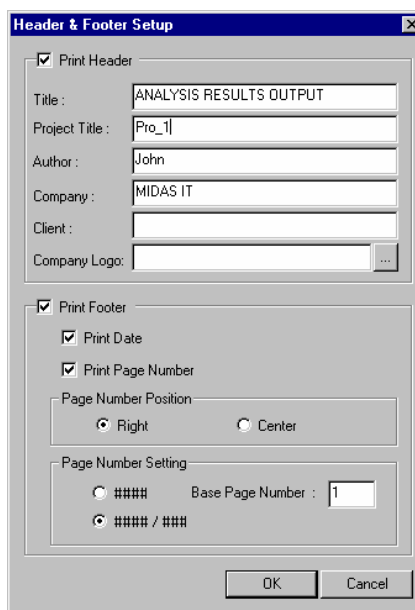 Header & Footer Setup
Print Header
Title : ANALYSIS RESULTS OUTPUT
Project Title : Pro_1
Author : John
Company : MIDAS IT
Client :
Company Logo: ...
Print Footer
Print Date
Print Page Number
Page Number Position
Right Center
Page Number Setting
#### Base Page Number : 1
#### / ###
OK Cancel